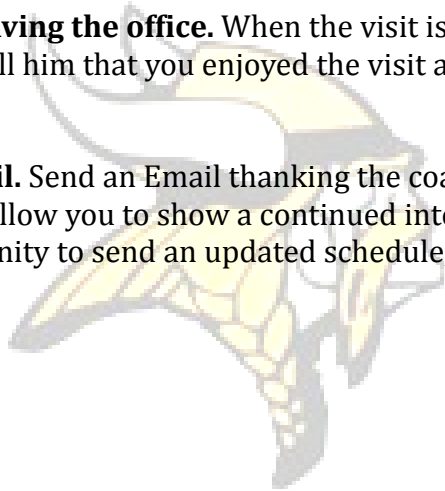 ving the office. When the visit is
ll him that you enjoyed the visit a
il. Send an Email thanking the coa
llow you to show a continued inte
nity to send an updated schedule